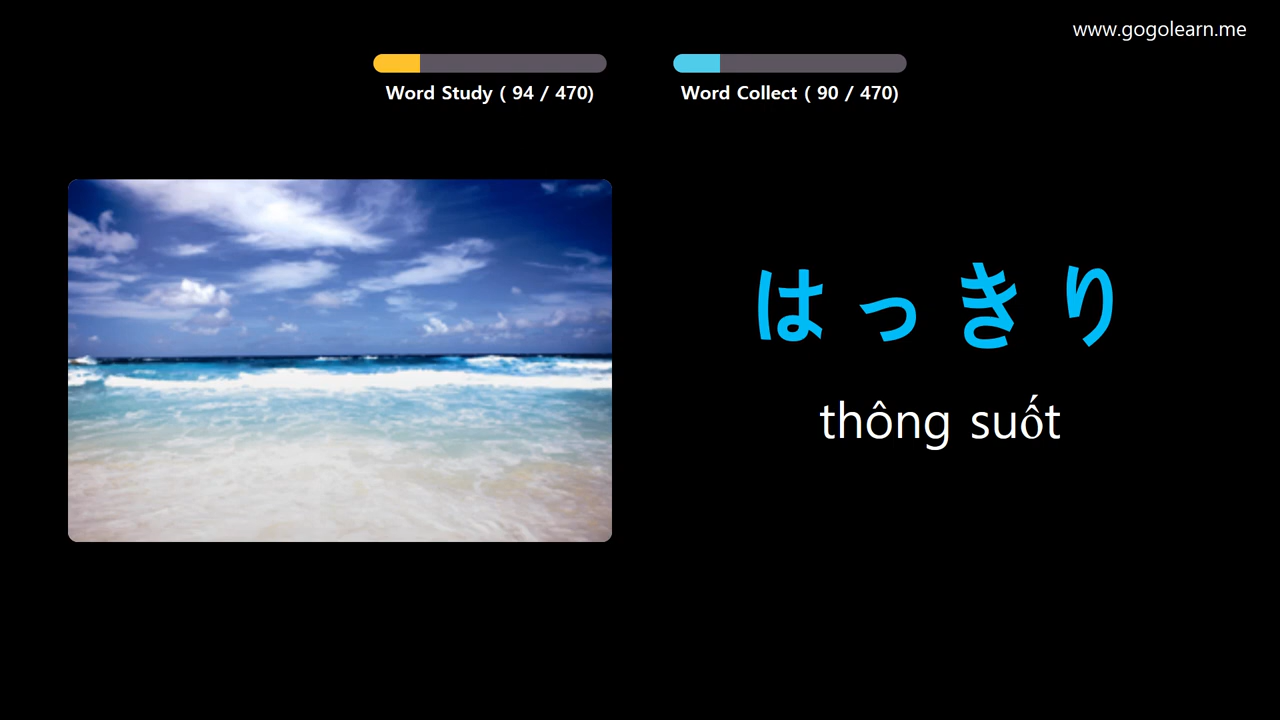 www.gogolearn.me
Word Study ( 94 / 470)
Word Collect ( 90 / 470)
はっきり
thông suốt